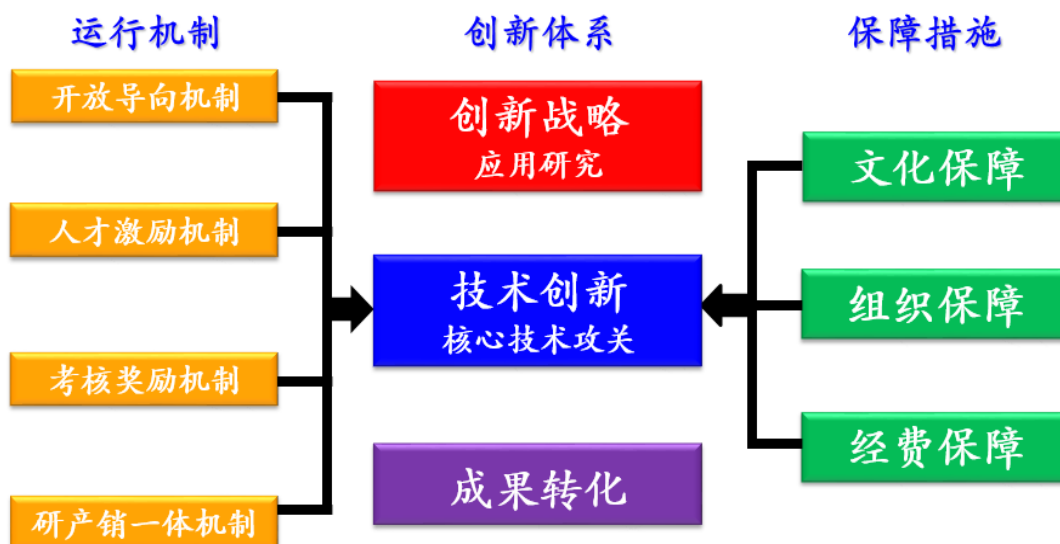 运行机制
开放导向机制
人才激励机制
考核奖励机制
研产销一体机制
创新体系
创新战略
应用研究
技术创新
核心技术攻关
成果转化
保障措施
文化保障
组织保障
经费保障